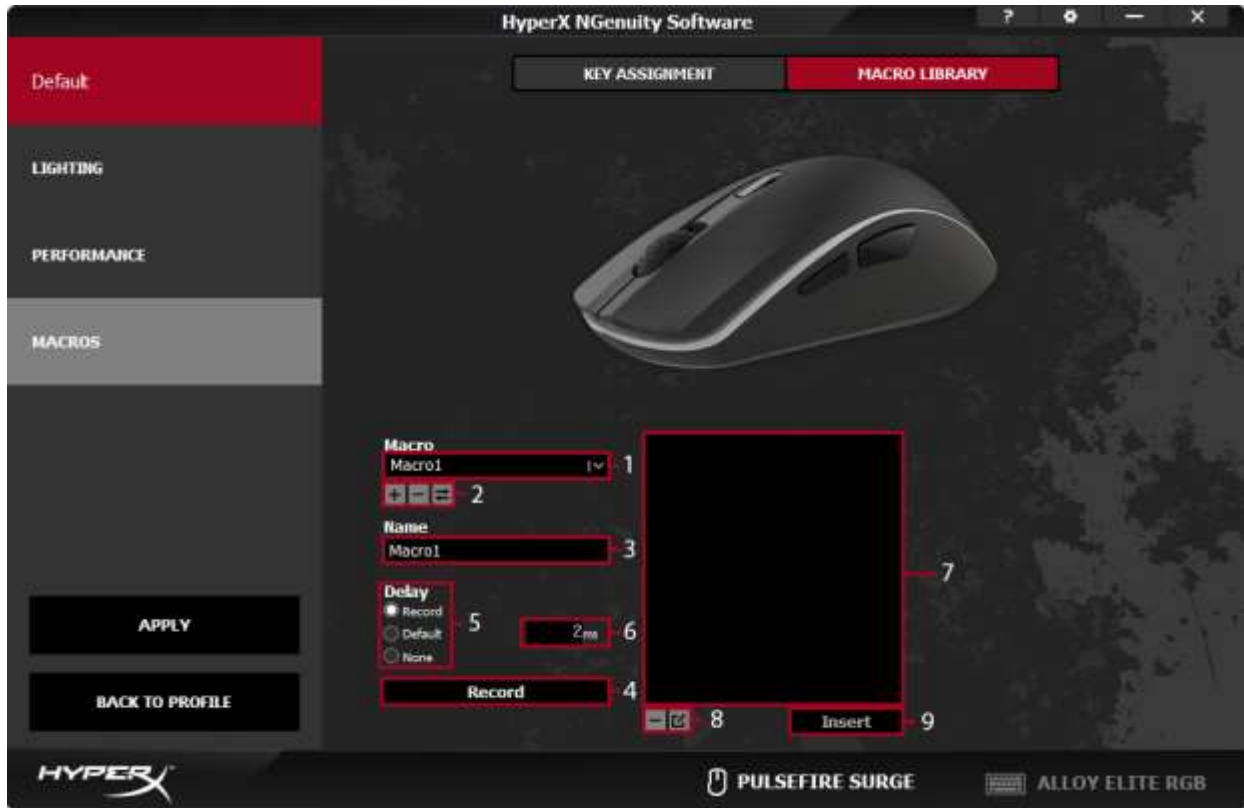 HyperX NGenuity Software
?
KEY ASSIGNMENT
MACRO LIBRARY
Default
LIGHTING
PERFORMANCE
MACROS
Macro
Macro1
1
2
Name
Macro1
3
Delay
Record
Default
None
5
2ms
6
Record
4
7
8
Insert
9
APPLY
BACK TO PROFILE
HYPERX
PULSEFIRE SURGE
ALLOY ELITE RGB